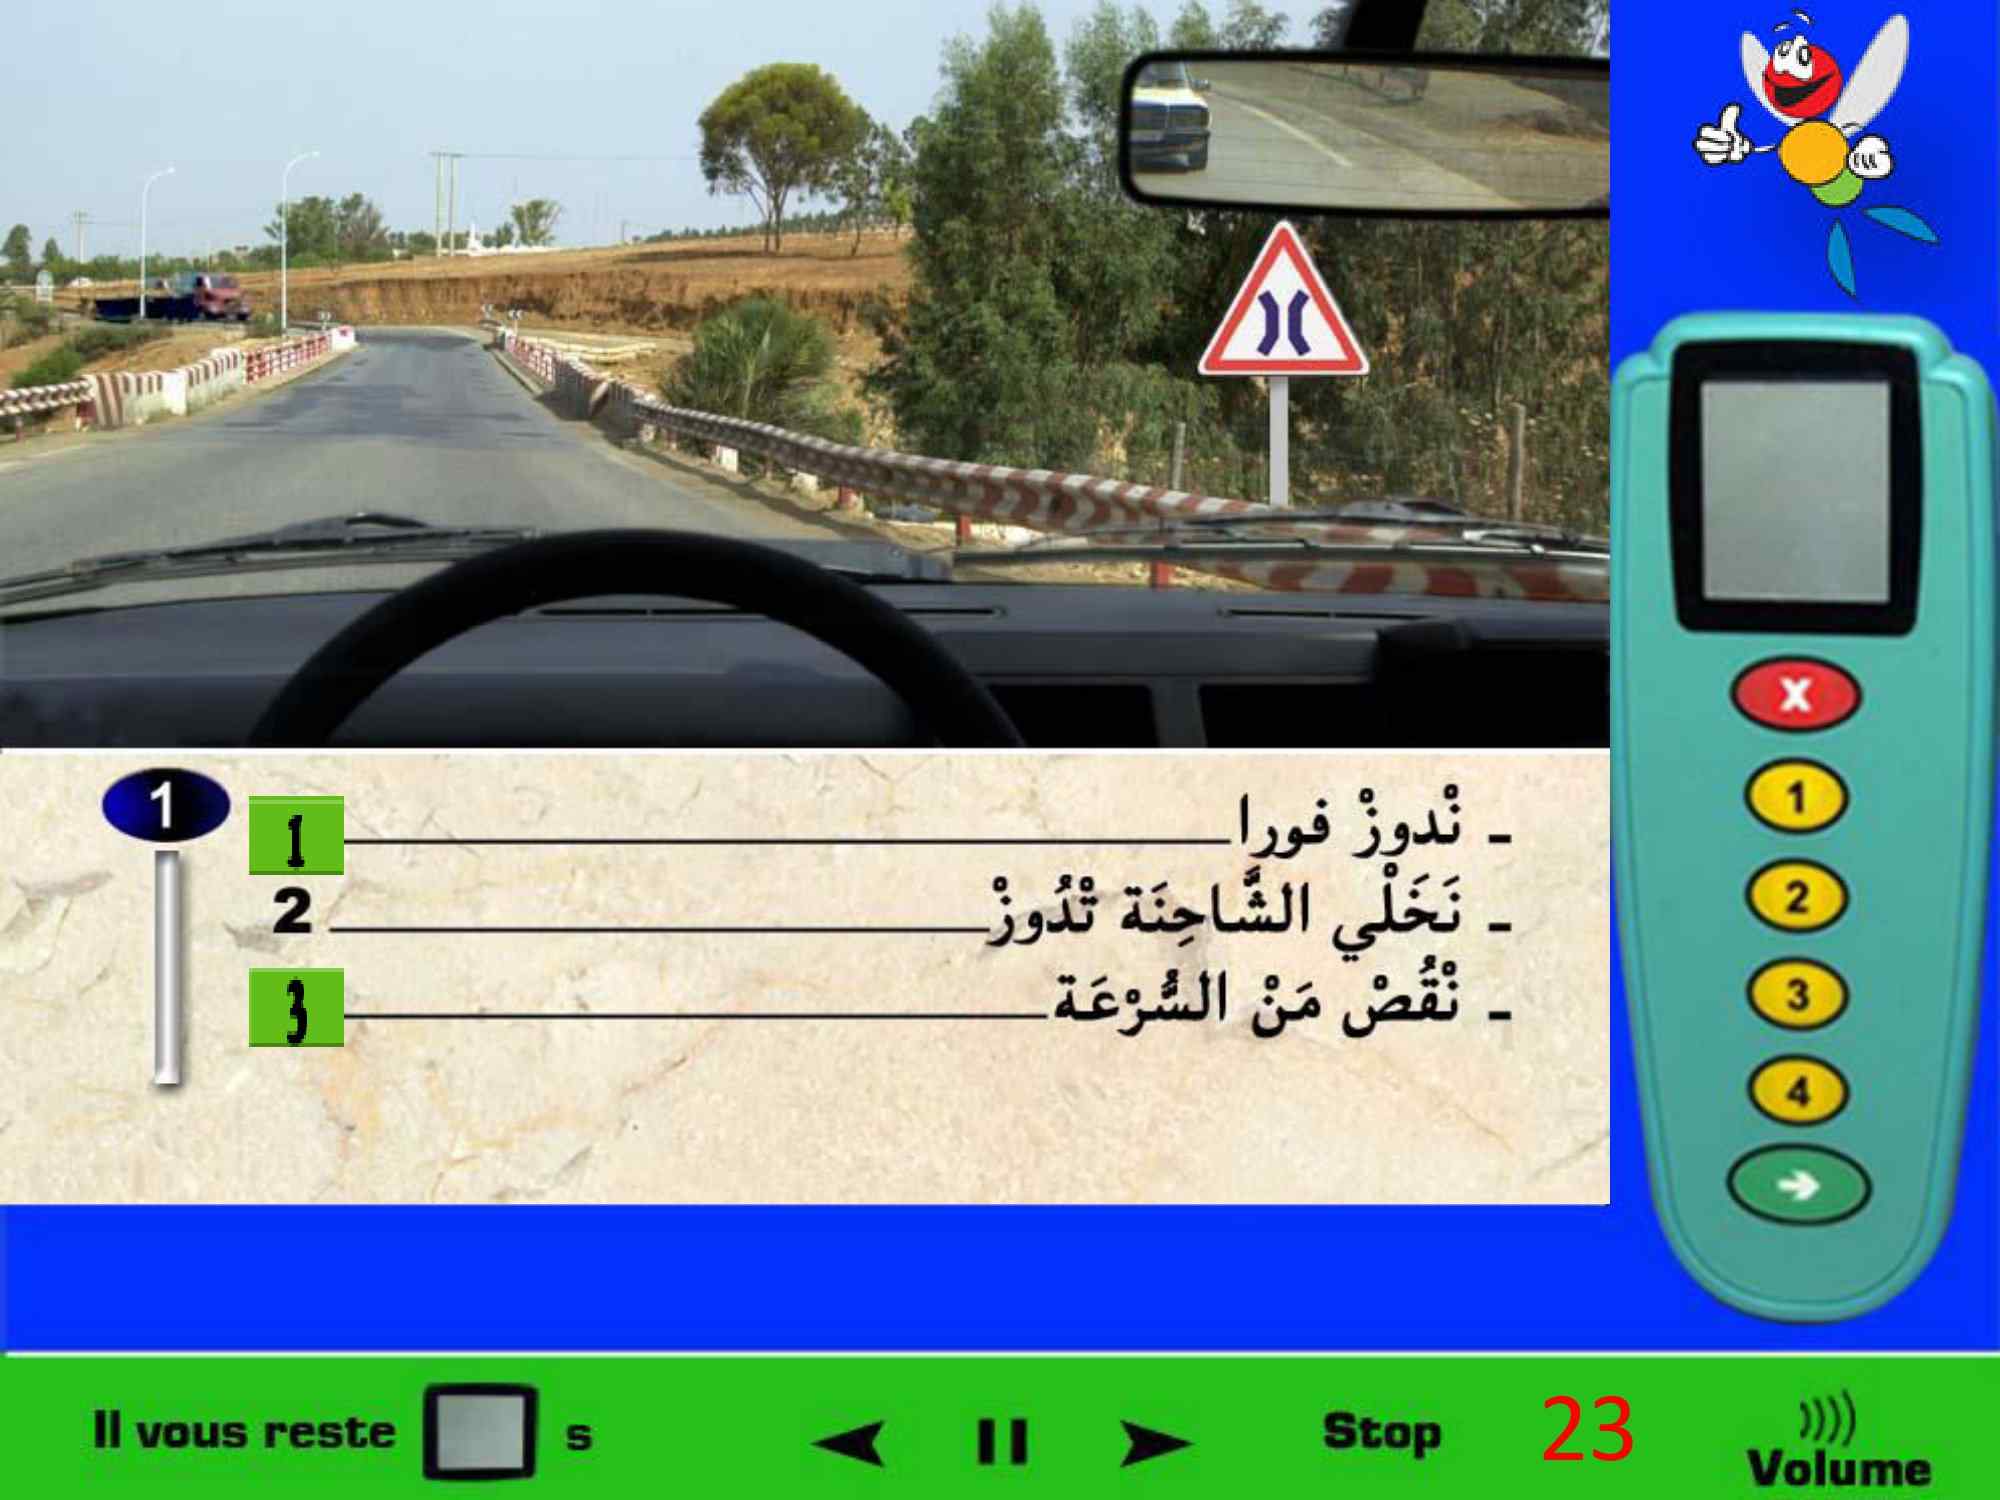 1
ـ نْدوزْ فورا 1
ـ نَخَلْي الشَّاحِنَة تْدُوزْ 2
ـ نْقُصْ مَنْ السُّرْعَة 3
X
1
2
3
4
Il vous reste s
Stop
23
Volume